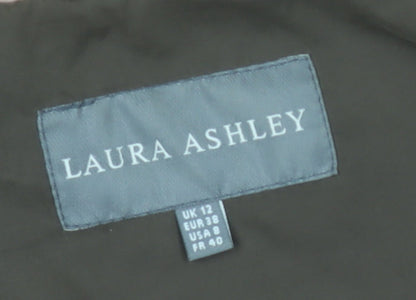 LAURA ASHLEY
UK 12
EUR 38
USA 8
FR 40